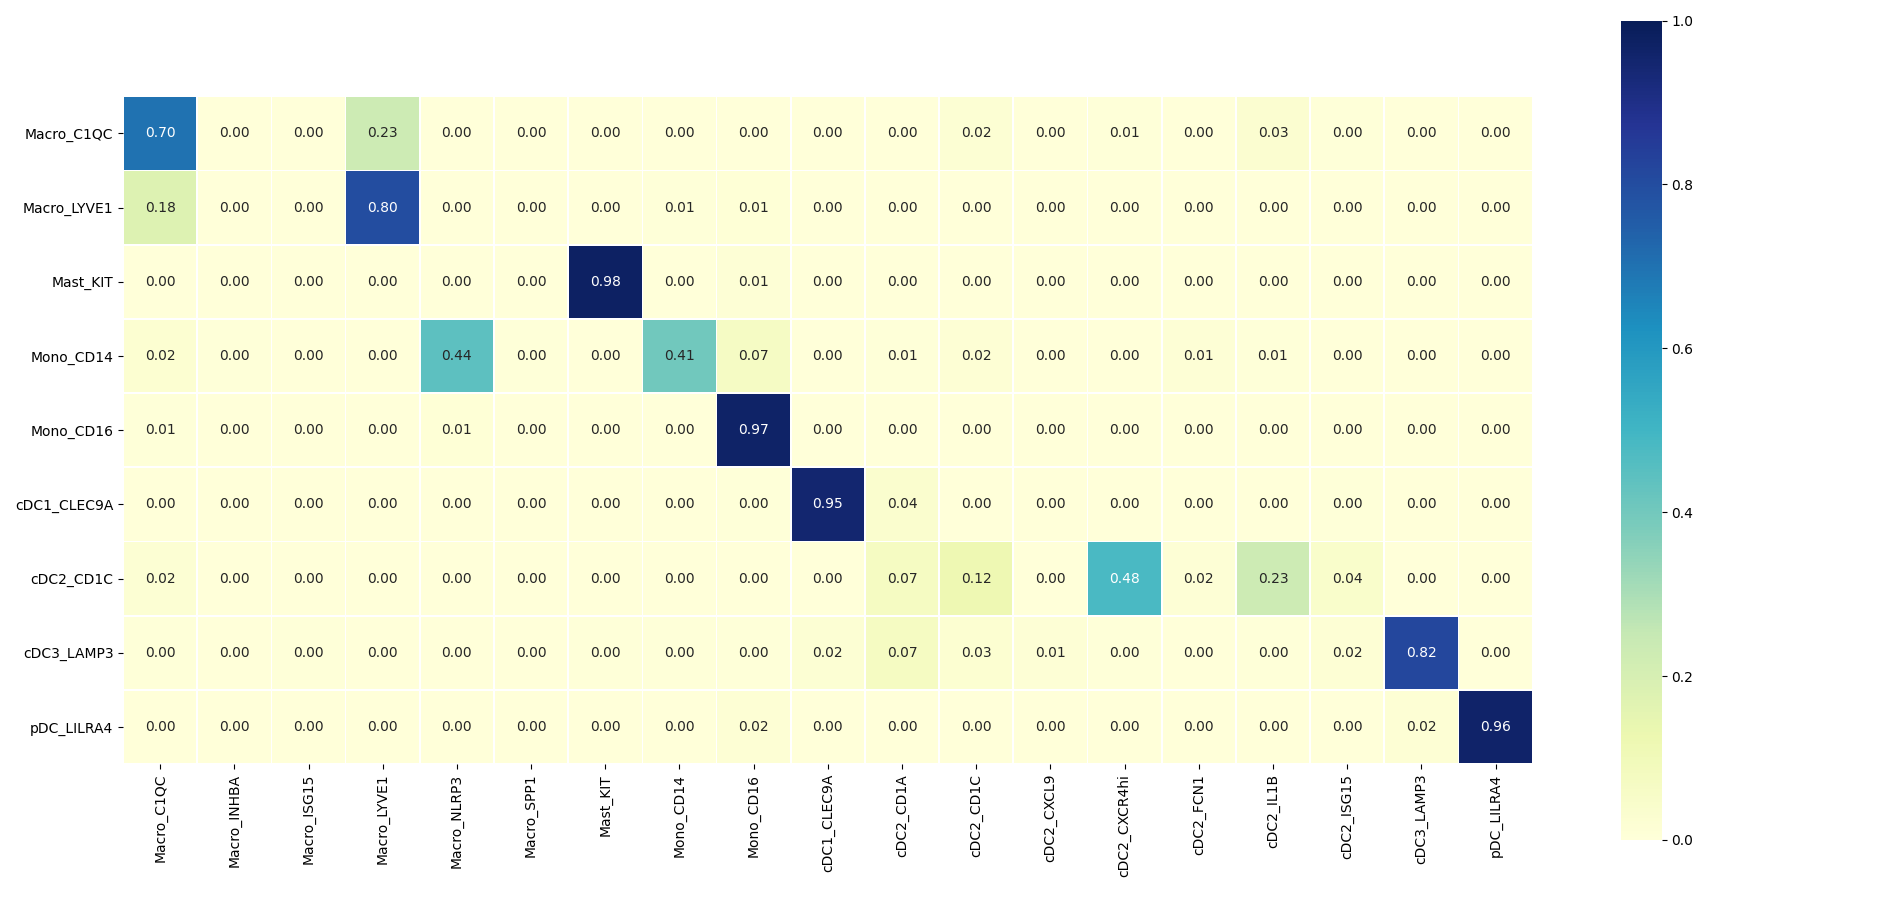 1.0
Macro_C1QC 0.70 0.00 0.00 0.23 0.00 0.00 0.00 0.00 0.00 0.00 0.00 0.02 0.00 0.01 0.00 0.03 0.00 0.00 0.00
0.8
Macro_LYVE1 0.18 0.00 0.00 0.80 0.00 0.00 0.00 0.01 0.01 0.00 0.00 0.00 0.00 0.00 0.00 0.00 0.00 0.00 0.00
Mast_KIT 0.00 0.00 0.00 0.00 0.00 0.00 0.98 0.00 0.01 0.00 0.00 0.00 0.00 0.00 0.00 0.00 0.00 0.00 0.00
0.6
Mono_CD14 0.02 0.00 0.00 0.00 0.44 0.00 0.00 0.41 0.07 0.00 0.01 0.02 0.00 0.00 0.01 0.01 0.00 0.00 0.00
Mono_CD16 0.01 0.00 0.00 0.00 0.01 0.00 0.00 0.00 0.97 0.00 0.00 0.00 0.00 0.00 0.00 0.00 0.00 0.00 0.00
cDC1_CLEC9A 0.00 0.00 0.00 0.00 0.00 0.00 0.00 0.00 0.00 0.95 0.04 0.00 0.00 0.00 0.00 0.00 0.00 0.00 0.00
0.4
cDC2_CD1C 0.02 0.00 0.00 0.00 0.00 0.00 0.00 0.00 0.00 0.00 0.07 0.12 0.00 0.48 0.02 0.23 0.04 0.00 0.00
cDC3_LAMP3 0.00 0.00 0.00 0.00 0.00 0.00 0.00 0.00 0.00 0.02 0.07 0.03 0.01 0.00 0.00 0.00 0.02 0.82 0.00
0.2
pDC_LILRA4 0.00 0.00 0.00 0.00 0.00 0.00 0.00 0.00 0.02 0.00 0.00 0.00 0.00 0.00 0.00 0.00 0.00 0.02 0.96
0.0
Macro_C1QC
Macro_INHBA
Macro_ISG15
Macro_LYVE1
Macro_NLRP3
Macro_SPP1
Mast_KIT
Mono_CD14
Mono_CD16
cDC1_CLEC9A
cDC2_CD1A
cDC2_CD1C
cDC2_CXCL9
cDC2_CXCR4hi
cDC2_FCN1
cDC2_IL1B
cDC2_ISG15
cDC3_LAMP3
pDC_LILRA4